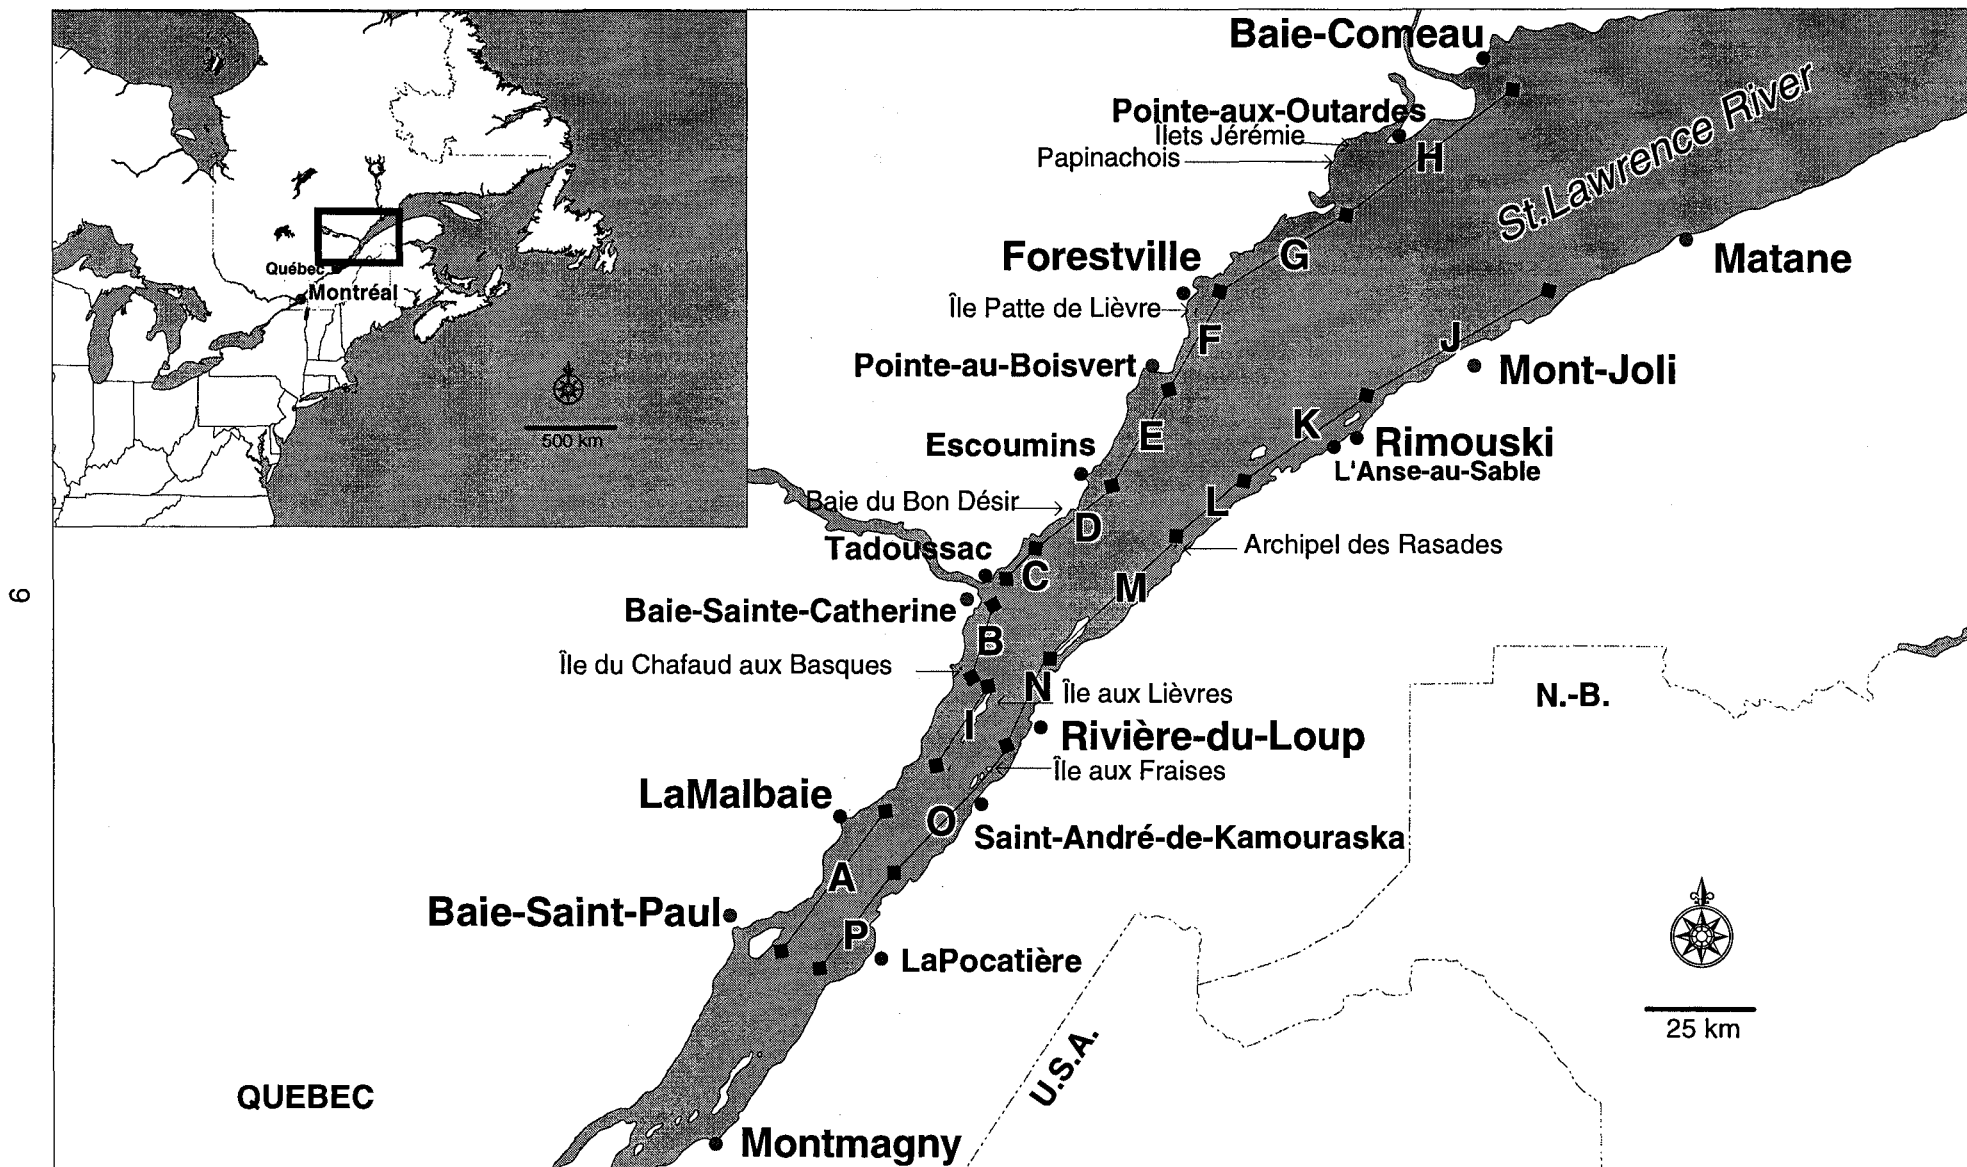 Baie-Comeau
Pointe-aux-Outardes
Ilets Jérémie
Papinachois
H
St.Lawrence River
Québec
Montréal
500 km
Forestville
G
Matane
Île Patte de Lièvre
F
J
Pointe-au-Boisvert
Mont-Joli
E
K
Escoumins
Rimouski
L'Anse-au-Sable
Baie du Bon Désir
L
D
Tadoussac
Archipel des Rasades
C
M
6
Baie-Sainte-Catherine
B
Île du Chafaud aux Basques
N
Île aux Lièvres
N.-B.
I
Rivière-du-Loup
Île aux Fraises
LaMalbaie
O
Saint-André-de-Kamouraska
A
Baie-Saint-Paul
P
LaPocatière
25 km
U.S.A.
QUEBEC
Montmagny